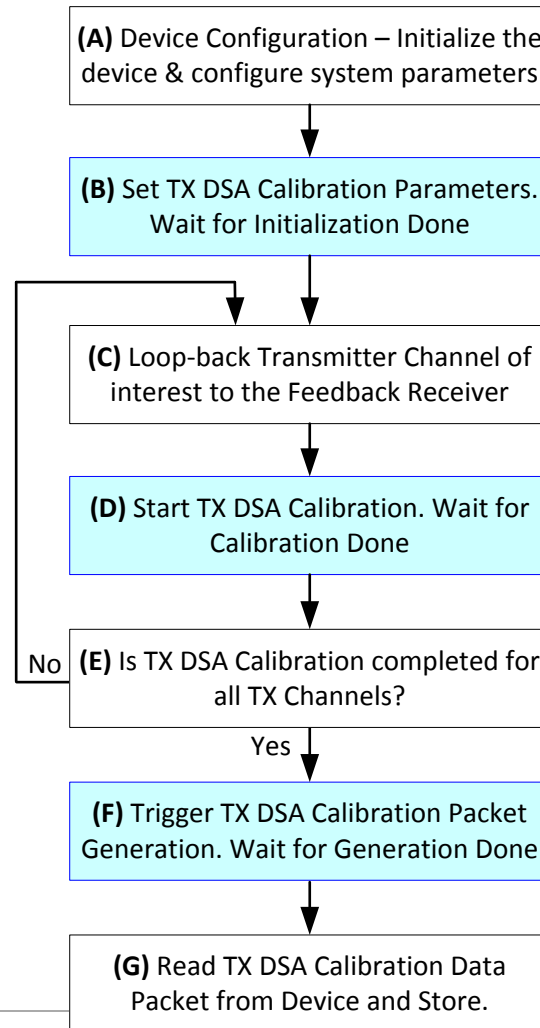 (A) Device Configuration – Initialize the
device & configure system parameters
(B) Set TX DSA Calibration Parameters.
Wait for Initialization Done
(C) Loop-back Transmitter Channel of
interest to the Feedback Receiver
(D) Start TX DSA Calibration. Wait for
Calibration Done
No
(E) Is TX DSA Calibration completed for
all TX Channels?
Yes
(F) Trigger TX DSA Calibration Packet
Generation. Wait for Generation Done
(G) Read TX DSA Calibration Data
Packet from Device and Store.